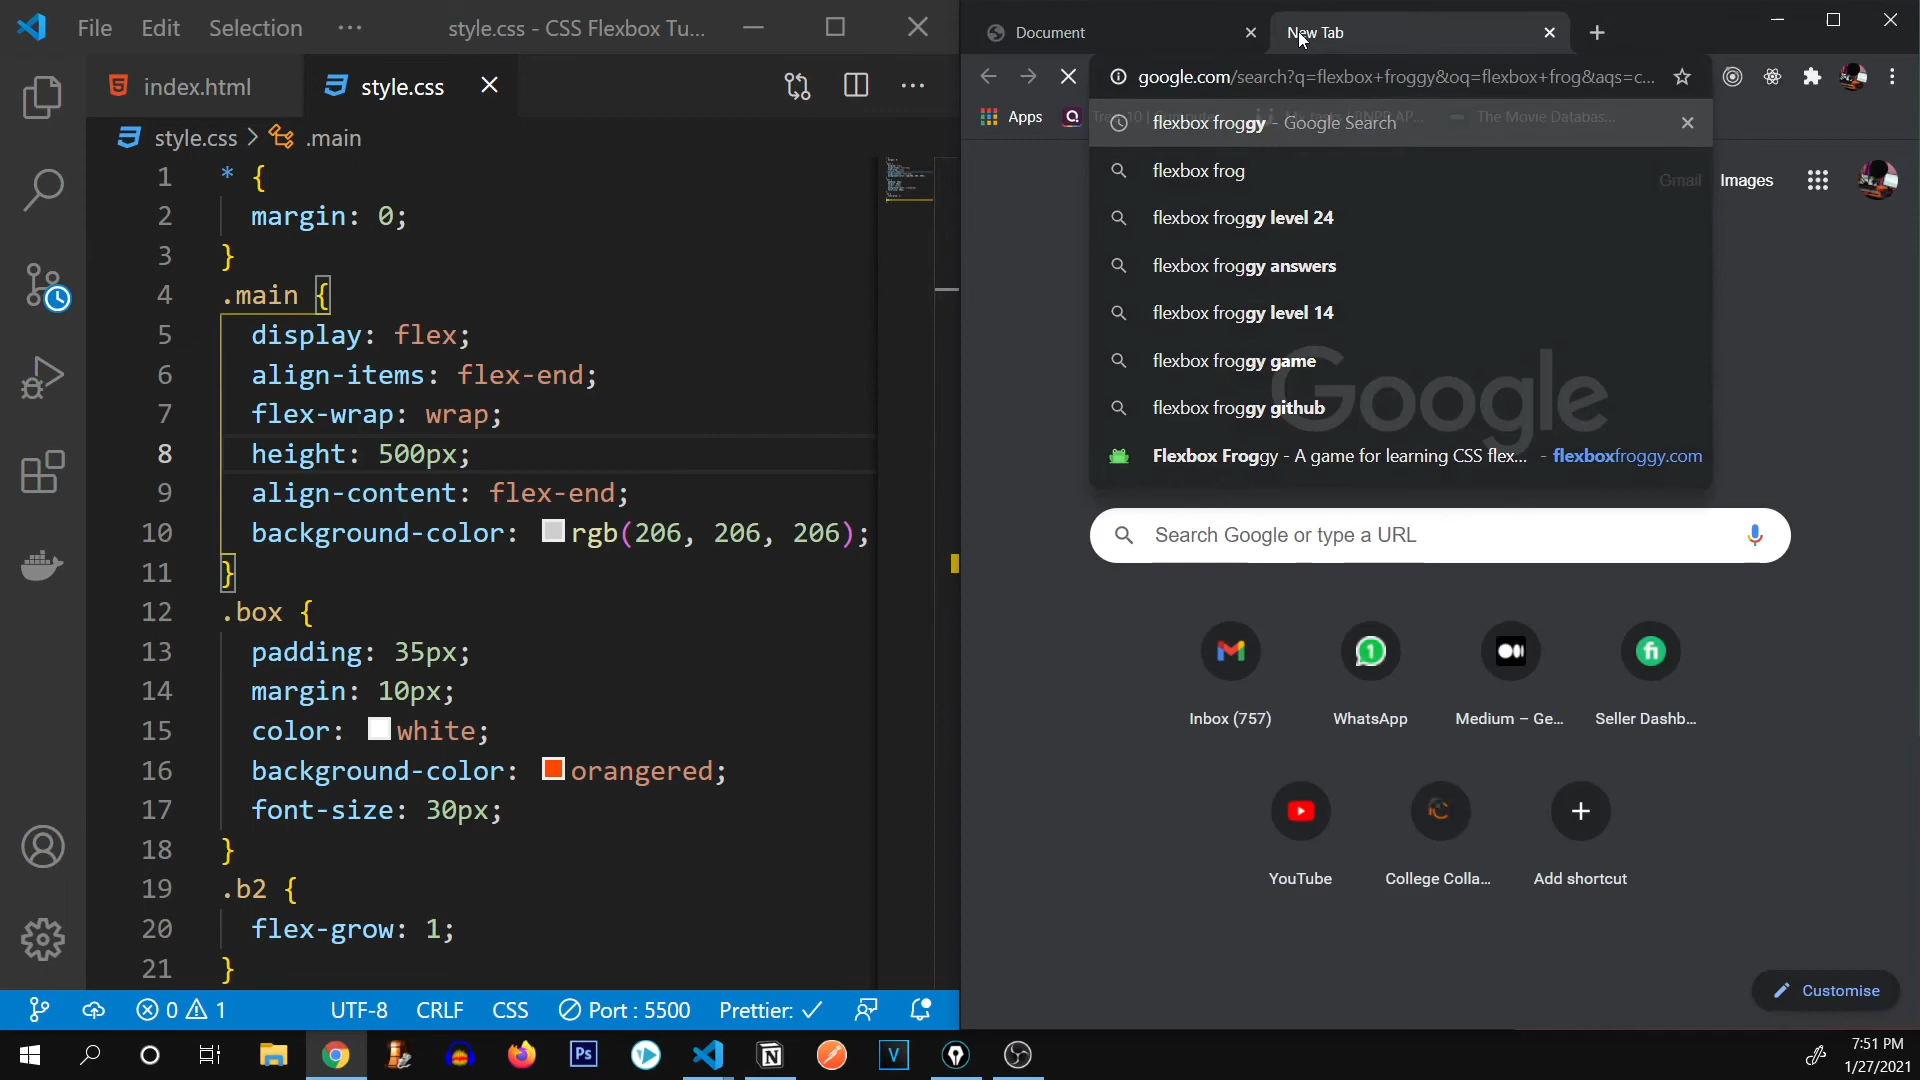 File Edit Selection ··· style.css - CSS Flexbox Tu...
index.html style.css
style.css > .main
1 * {
2 margin: 0;
3 }
4 .main {
5 display: flex;
6 align-items: flex-end;
7 flex-wrap: wrap;
8 height: 500px;
9 align-content: flex-end;
10 background-color: rgb(206, 206, 206);
11 }
12 .box {
13 padding: 35px;
14 margin: 10px;
15 color: white;
16 background-color: orangered;
17 font-size: 30px;
18 }
19 .b2 {
20 flex-grow: 1;
21 }
0 1 UTF-8 CRLF CSS Port : 5500 Prettier: ✓
Document New Tab
google.com/search?q=flexbox+froggy&oq=flexbox+frog&aqs=c...
Apps The Movie Databas...
flexbox froggy - Google Search
flexbox frog
flexbox froggy level 24
flexbox froggy answers
flexbox froggy level 14
flexbox froggy game
flexbox froggy github
Flexbox Froggy - A game for learning CSS flex... - flexboxfroggy.com
Gmail Images
Google
Search Google or type a URL
Inbox (757) WhatsApp Medium – Ge... Seller Dashb...
YouTube College Colla... Add shortcut
Customise
Ps
V
7:51 PM
1/27/2021